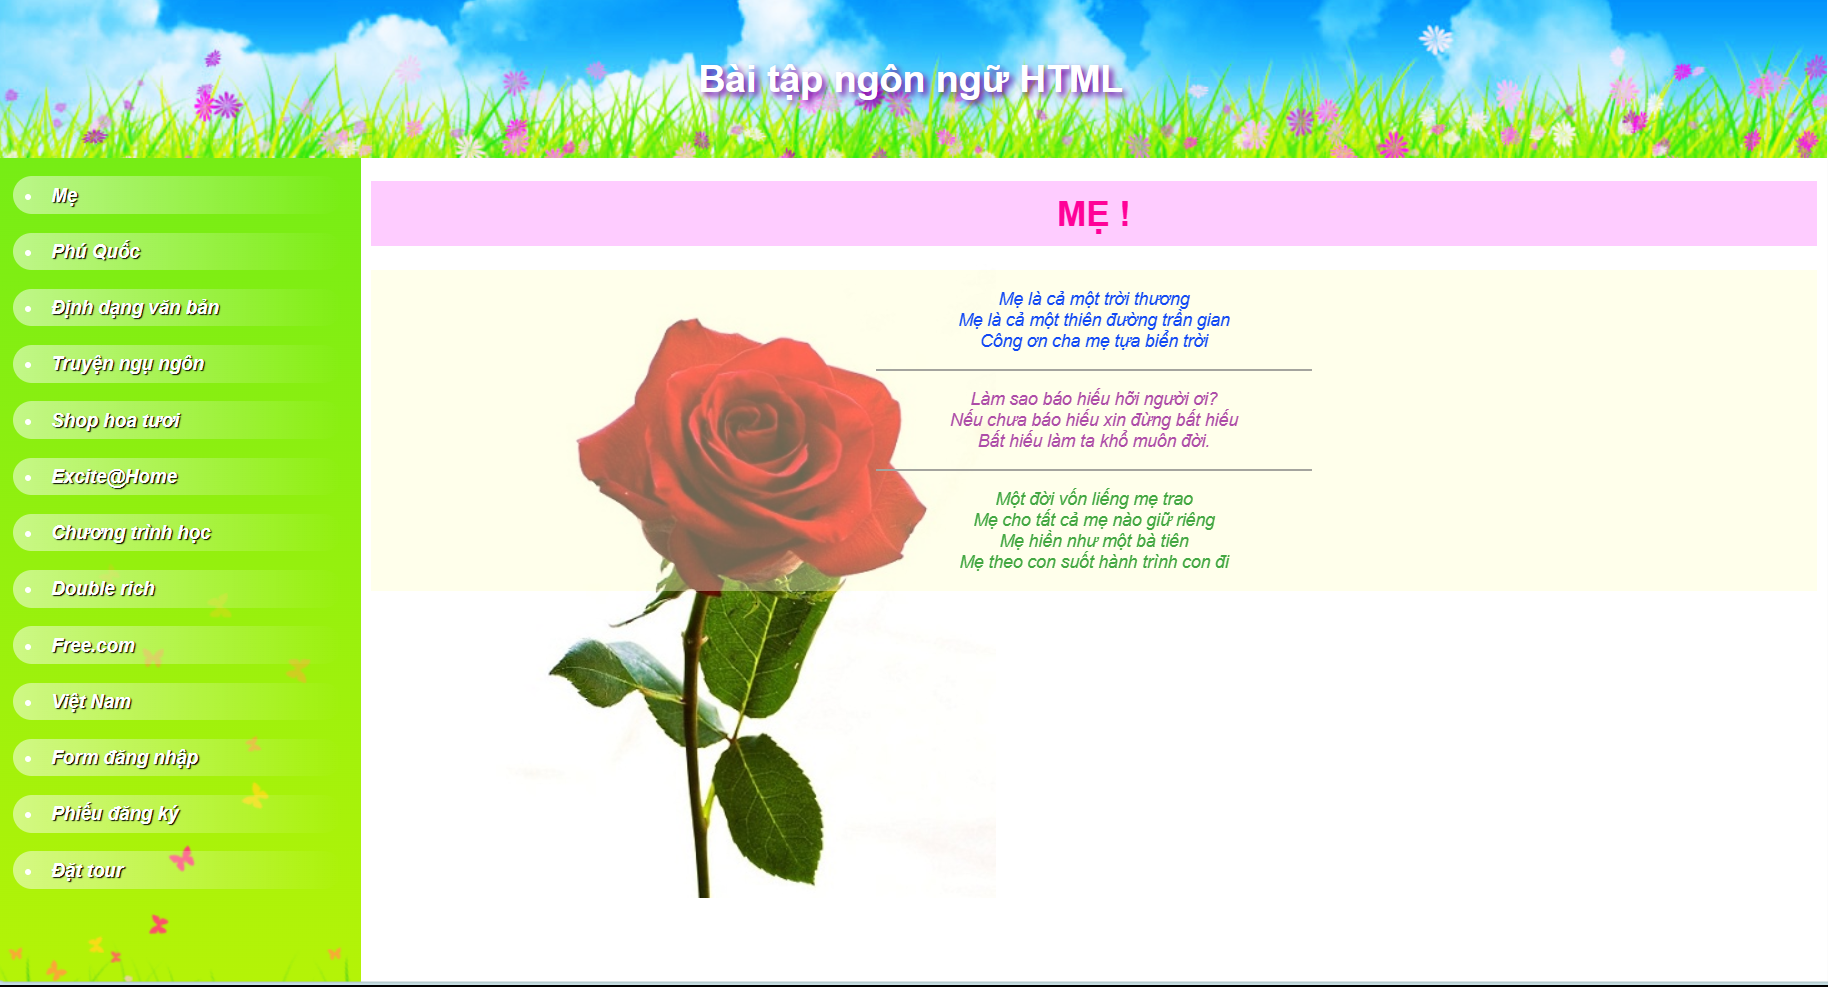 Bài tập ngôn ngữ HTML
Mẹ
Phú Quốc
Định dạng văn bản
Truyện ngụ ngôn
Shop hoa tươi
Excite@Home
Chương trình học
Double rich
Free.com
Việt Nam
Form đăng nhập
Phiếu đăng ký
Đặt tour
MẸ !
Mẹ là cả một trời thương
Mẹ là cả một thiên đường trần gian
Công ơn cha mẹ tựa biển trời
Làm sao báo hiếu hỡi người ơi?
Nếu chưa báo hiếu xin đừng bất hiếu
Bất hiếu làm ta khổ muôn đời.
Một đời vốn liếng mẹ trao
Mẹ cho tất cả mẹ nào giữ riêng
Mẹ hiền như một bà tiên
Mẹ theo con suốt hành trình con đi